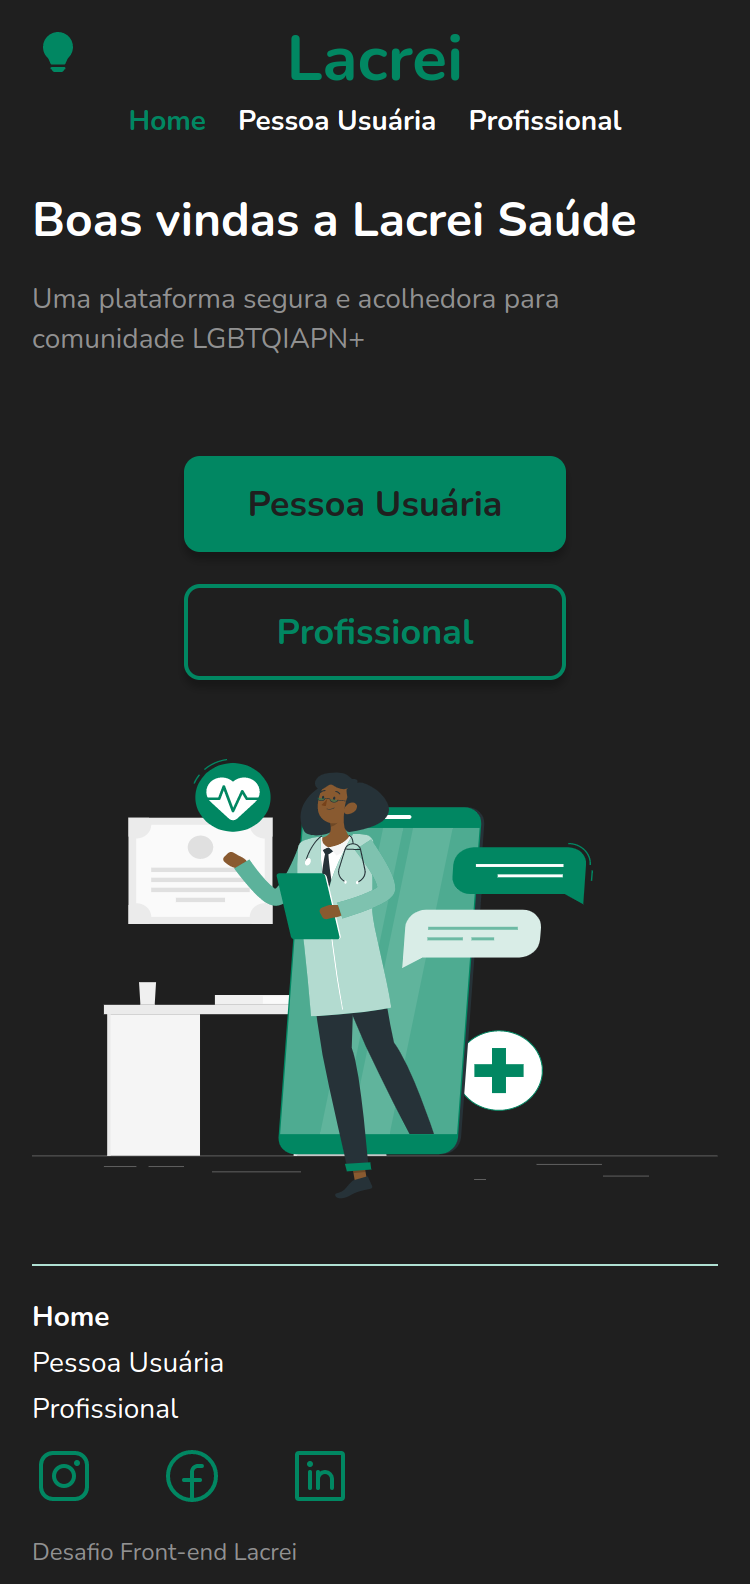 Lacrei
Home Pessoa Usuária Profissional
Boas vindas a Lacrei Saúde
Uma plataforma segura e acolhedora para
comunidade LGBTQIAPN+
Pessoa Usuária
Profissional
Home
Pessoa Usuária
Profissional
in
Desafio Front-end Lacrei